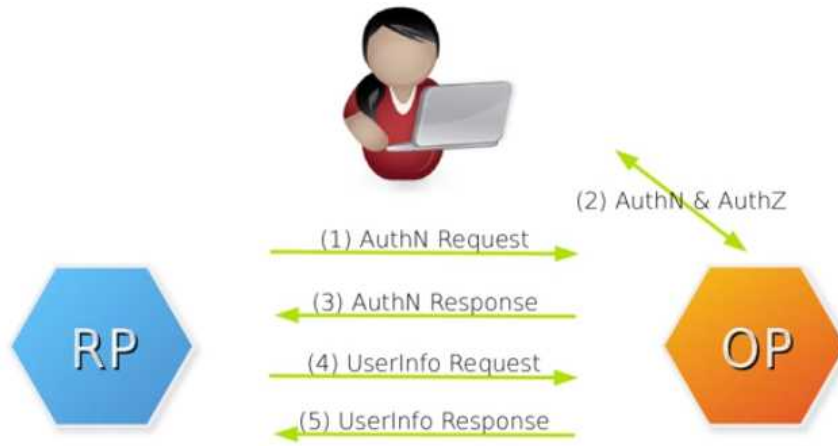 (2) AuthN & AuthZ
(1) AuthN Request
(3) AuthN Response
RP
OP
(4) UserInfo Request
(5) UserInfo Response